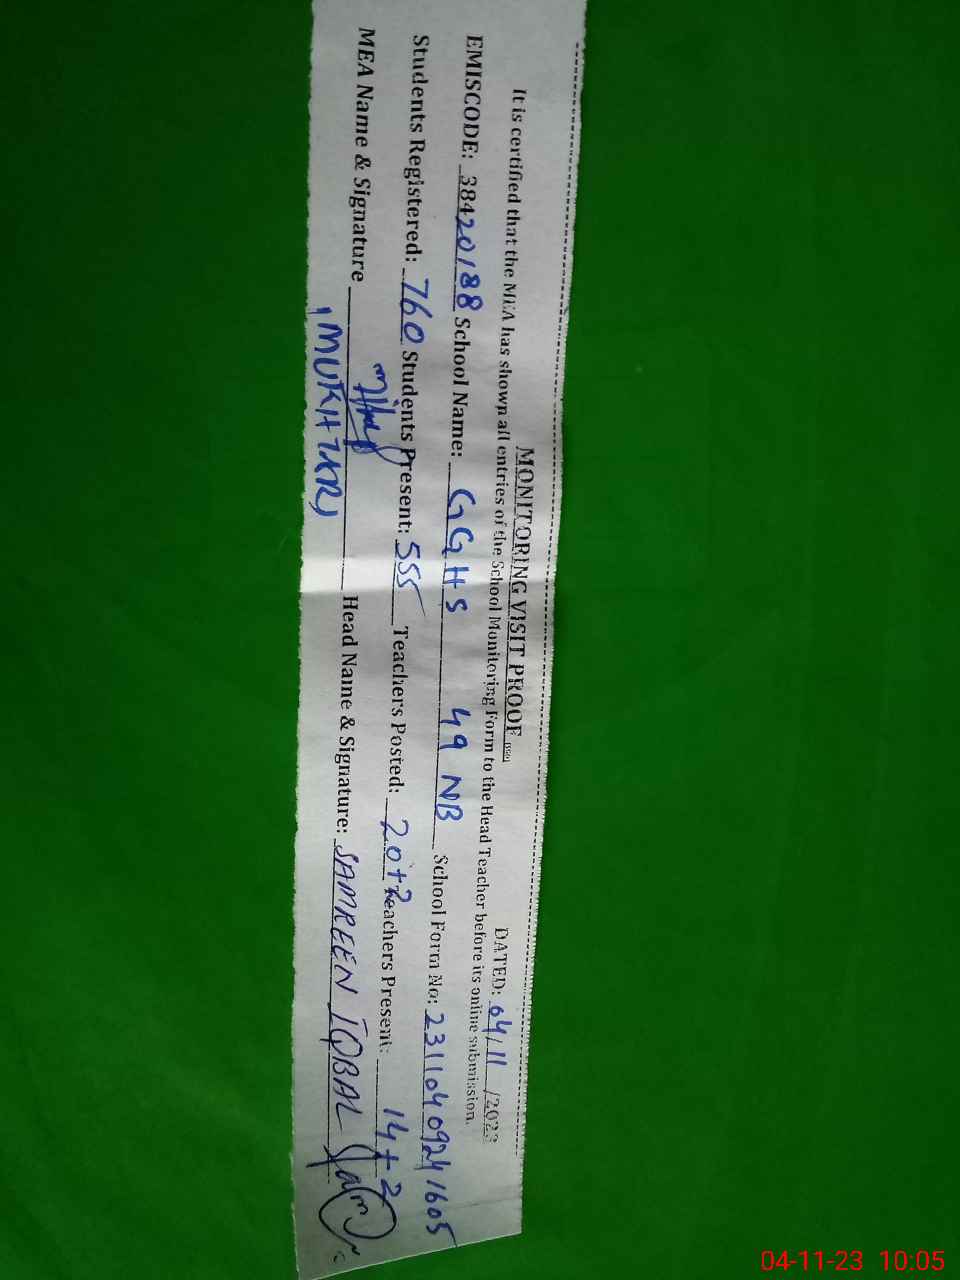 MONITORING VISIT PROOF
DATED: 04/11/2023
It is certified that the MEA has shown all entries of the School Monitoring Form to the Head Teacher before its online submission.
EMISCODE: 38420188 School Name: GGHS 49 NB School Form No: 23110409241605
Students Registered: 760 Students Present: 555 Teachers Posted: 20+2 Teachers Present: 14+2
MEA Name & Signature Head Name & Signature: SAMREEN IQBAL
MUKHTAR
04-11-23 10:05